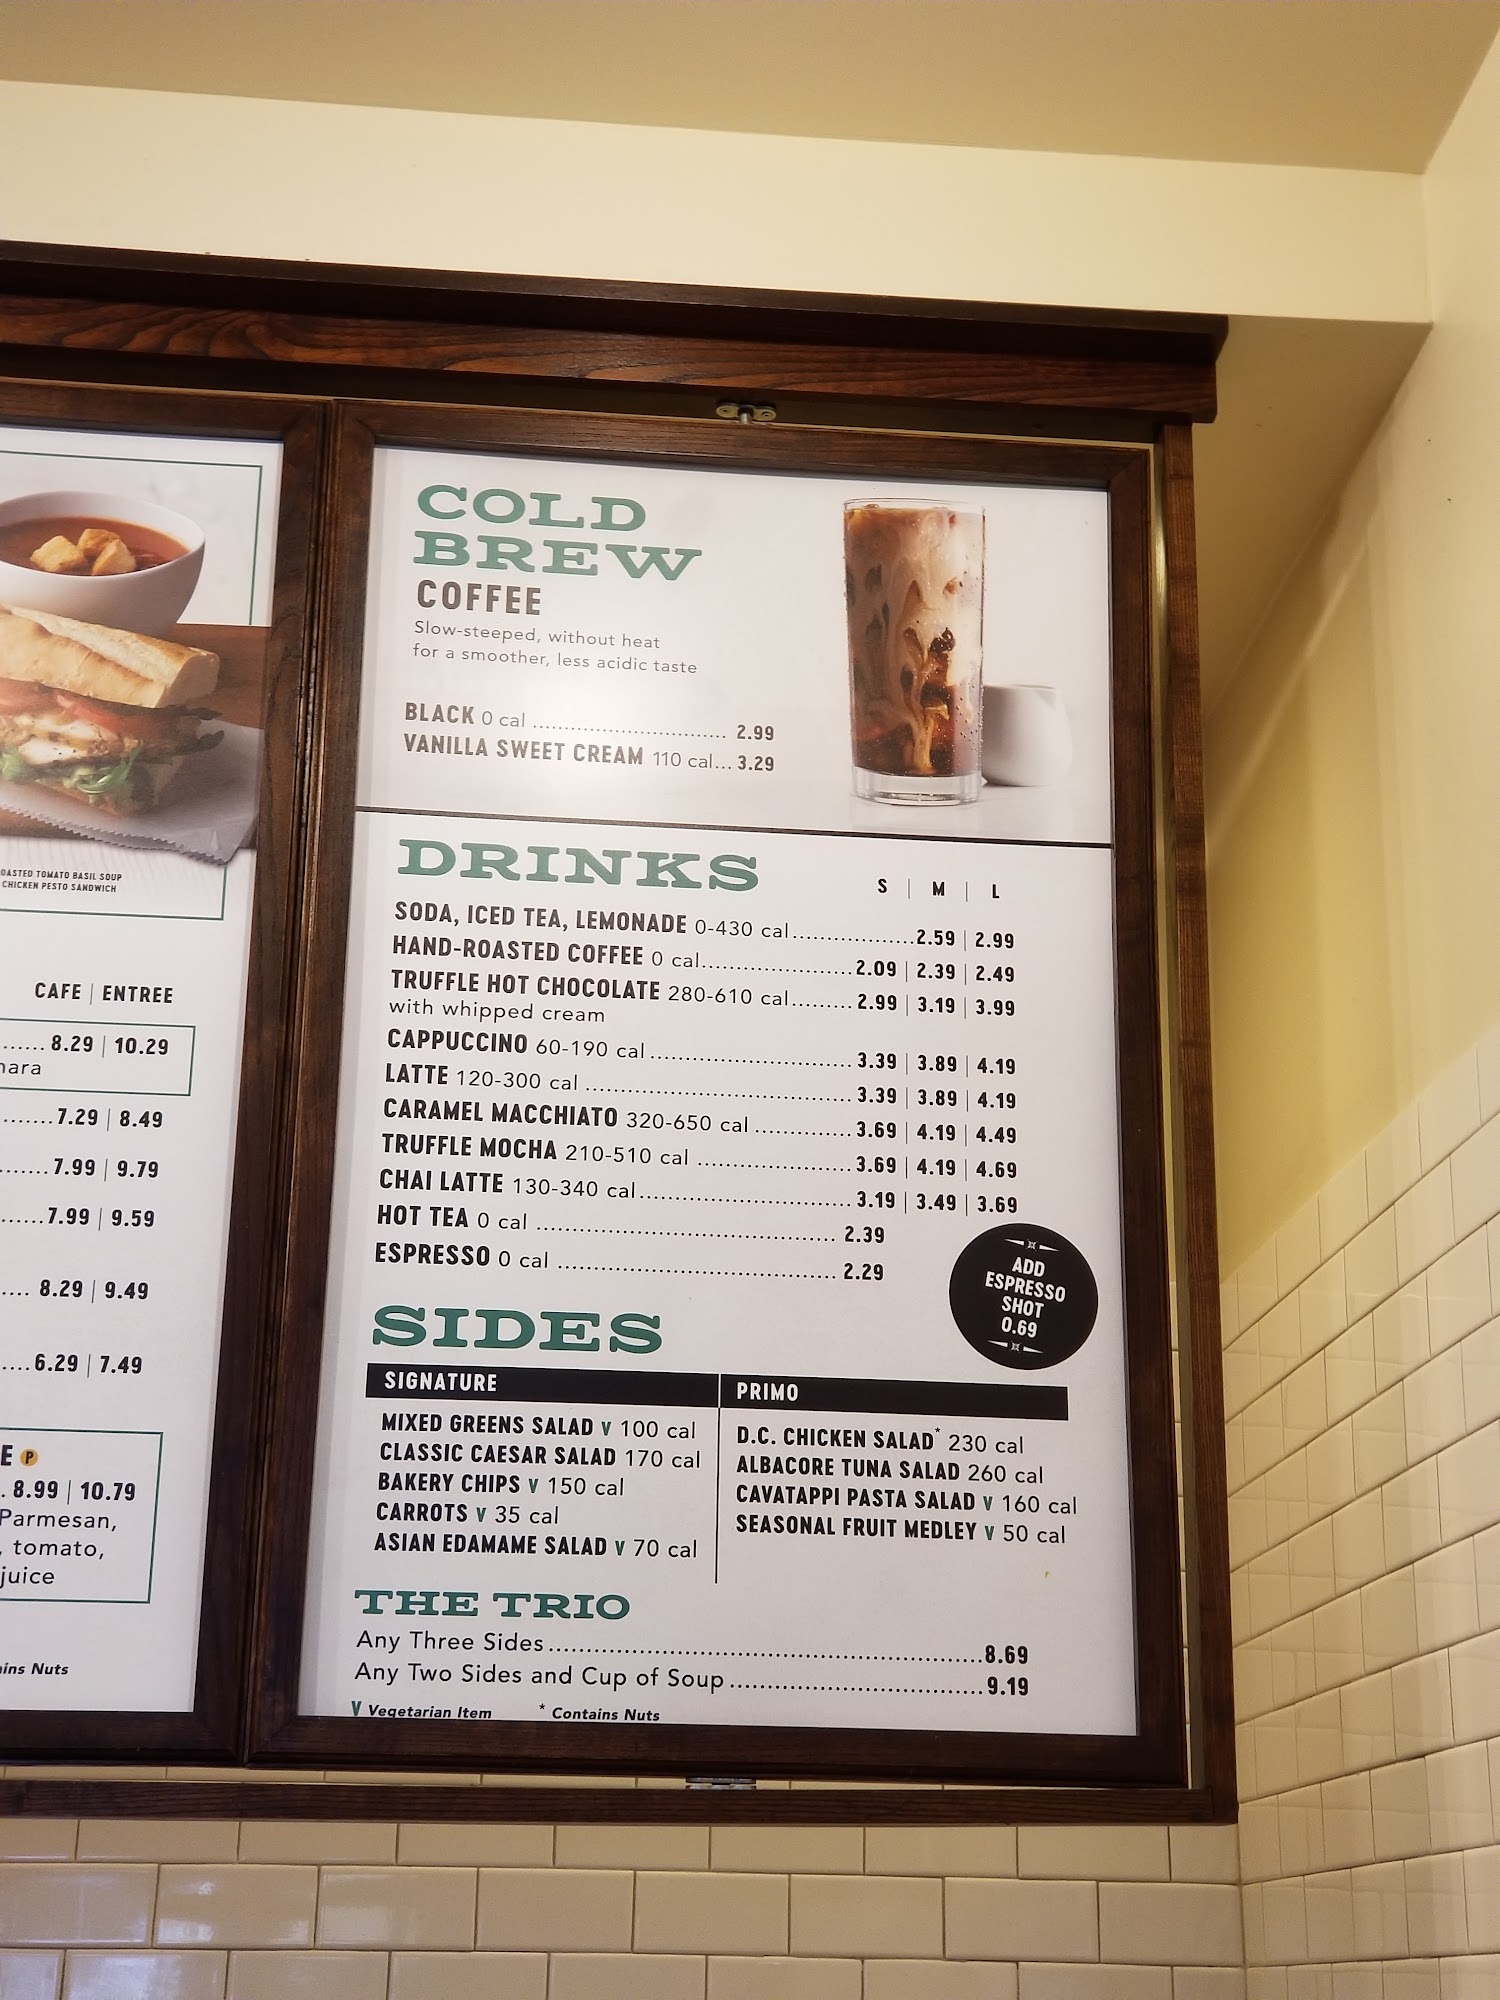 OASTED TOMATO BASIL SOUP
CHICKEN PESTO SANDWICH
CAFE | ENTREE
...... 8.29 | 10.29
.......7.29 | 8.49
.......7.99 | 9.79
.......7.99 | 9.59
.... 8.29 | 9.49
....6.29 | 7.49
E P
. 8.99 | 10.79
Parmesan,
, tomato,
juice
Nuts
COLD
BREW
COFFEE
Slow-steeped, without heat
for a smoother, less acidic taste
BLACK 0 cal ............................ 2.99
VANILLA SWEET CREAM 110 cal... 3.29
DRINKS
S | M | L
SODA, ICED TEA, LEMONADE 0-430 cal..................2.59 | 2.99
HAND-ROASTED COFFEE 0 cal......................2.09 | 2.39 | 2.49
TRUFFLE HOT CHOCOLATE 280-610 cal.........2.99 | 3.19 | 3.99
with whipped cream
CAPPUCCINO 60-190 cal.............................3.39 | 3.89 | 4.19
LATTE 120-300 cal ......................................3.39 | 3.89 | 4.19
CARAMEL MACCHIATO 320-650 cal ..............3.69 | 4.19 | 4.49
TRUFFLE MOCHA 210-510 cal ......................3.69 | 4.19 | 4.69
CHAI LATTE 130-340 cal..............................3.19 | 3.49 | 3.69
HOT TEA 0 cal ........................................... 2.39
ESPRESSO 0 cal ........................................ 2.29
ADD
ESPRESSO
SHOT
0.69
SIDES
SIGNATURE
MIXED GREENS SALAD V 100 cal
CLASSIC CAESAR SALAD 170 cal
BAKERY CHIPS V 150 cal
CARROTS V 35 cal
ASIAN EDAMAME SALAD V 70 cal
PRIMO
D.C. CHICKEN SALAD* 230 cal
ALBACORE TUNA SALAD 260 cal
CAVATAPPI PASTA SALAD V 160 cal
SEASONAL FRUIT MEDLEY V 50 cal
THE TRIO
Any Three Sides......................................................8.69
Any Two Sides and Cup of Soup................................9.19
V Vegetarian Item * Contains Nuts